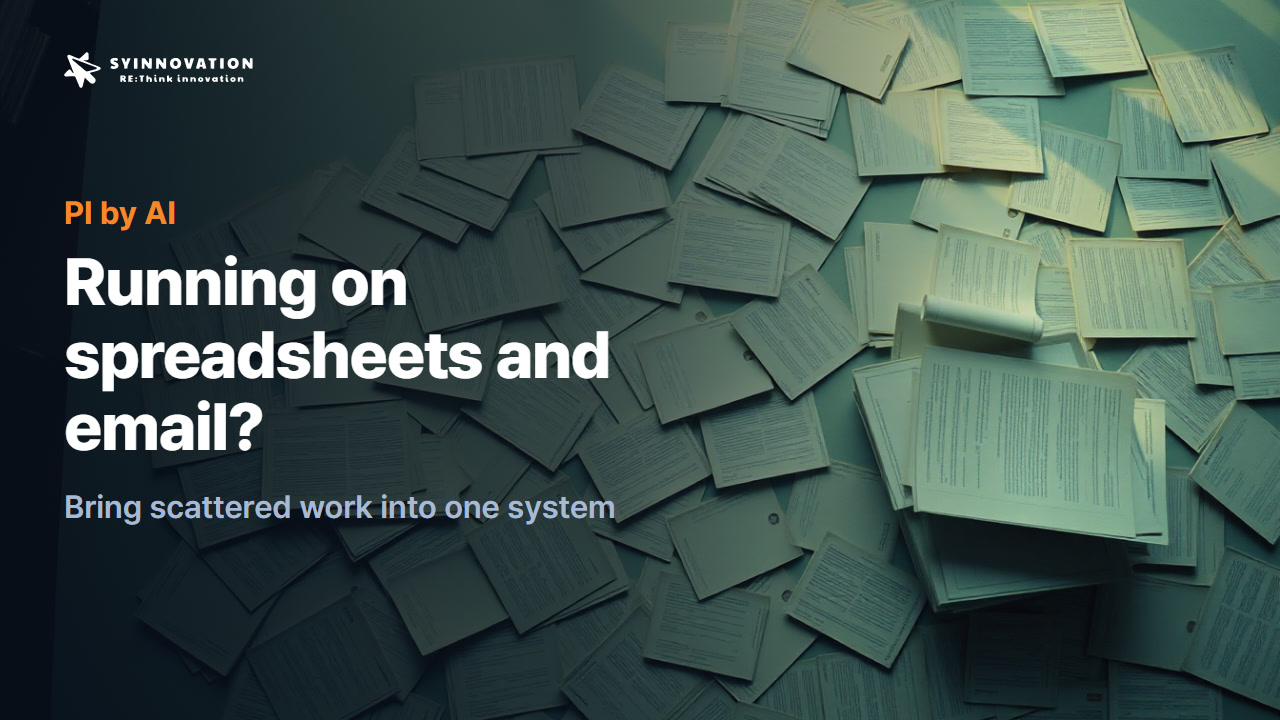 SYINNOVATION
RE:Think innovation
PI by AI
Running on
spreadsheets and
email?
Bring scattered work into one system